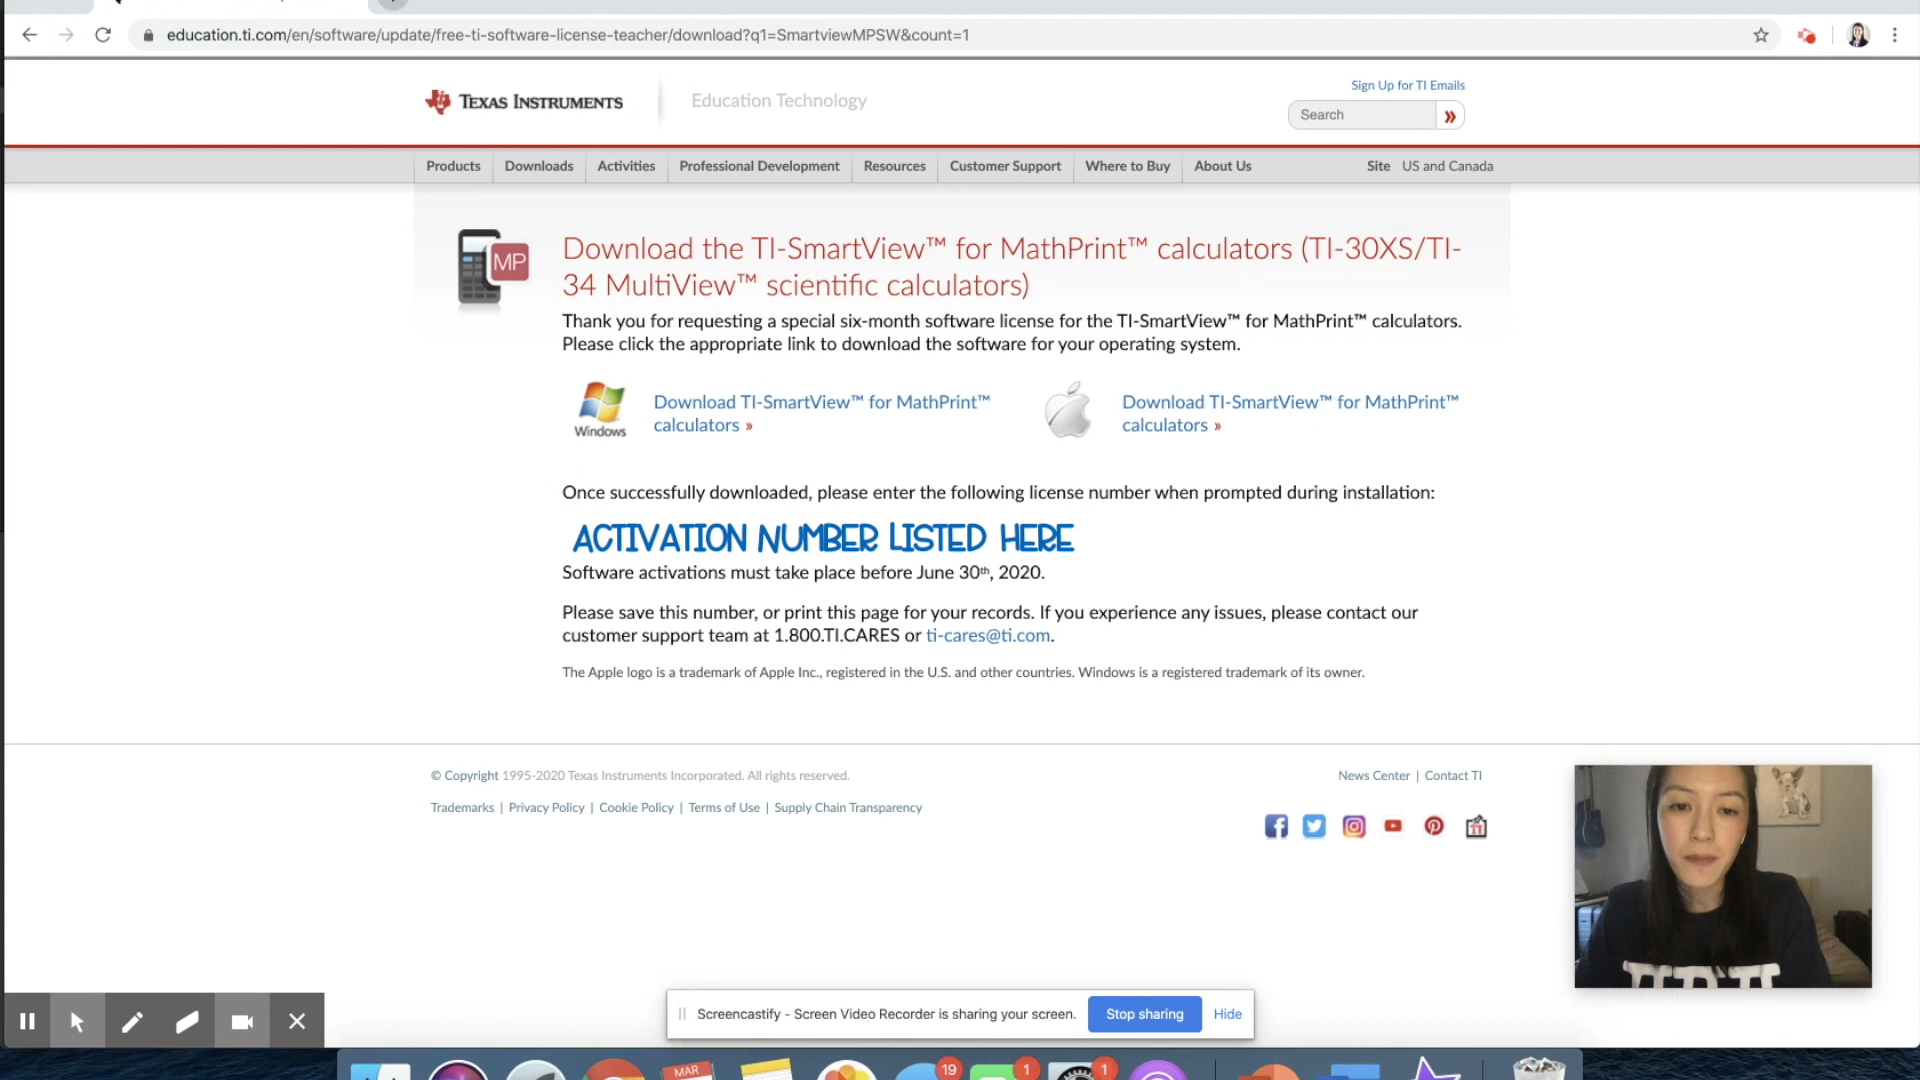 education.ti.com/en/software/update/free-ti-software-license-teacher/download?q1=SmartviewMPSW&count=1
Texas Instruments
Education Technology
Sign Up for TI Emails
Search
»
Products
Downloads
Activities
Professional Development
Resources
Customer Support
Where to Buy
About Us
Site US and Canada
MP
Download the TI-SmartView™ for MathPrint™ calculators (TI-30XS/TI-
34 MultiView™ scientific calculators)
Thank you for requesting a special six-month software license for the TI-SmartView™ for MathPrint™ calculators.
Please click the appropriate link to download the software for your operating system.
Windows
Download TI-SmartView™ for MathPrint™
calculators »
Download TI-SmartView™ for MathPrint™
calculators »
Once successfully downloaded, please enter the following license number when prompted during installation:
ACTIVATION NUMBER LISTED HERE
Software activations must take place before June 30th, 2020.
Please save this number, or print this page for your records. If you experience any issues, please contact our
customer support team at 1.800.TI.CARES or ti-cares@ti.com.
The Apple logo is a trademark of Apple Inc., registered in the U.S. and other countries. Windows is a registered trademark of its owner.
© Copyright 1995-2020 Texas Instruments Incorporated. All rights reserved.
News Center | Contact TI
Trademarks | Privacy Policy | Cookie Policy | Terms of Use | Supply Chain Transparency
Screencastify - Screen Video Recorder is sharing your screen.
Stop sharing
Hide
MAR
19
1
1